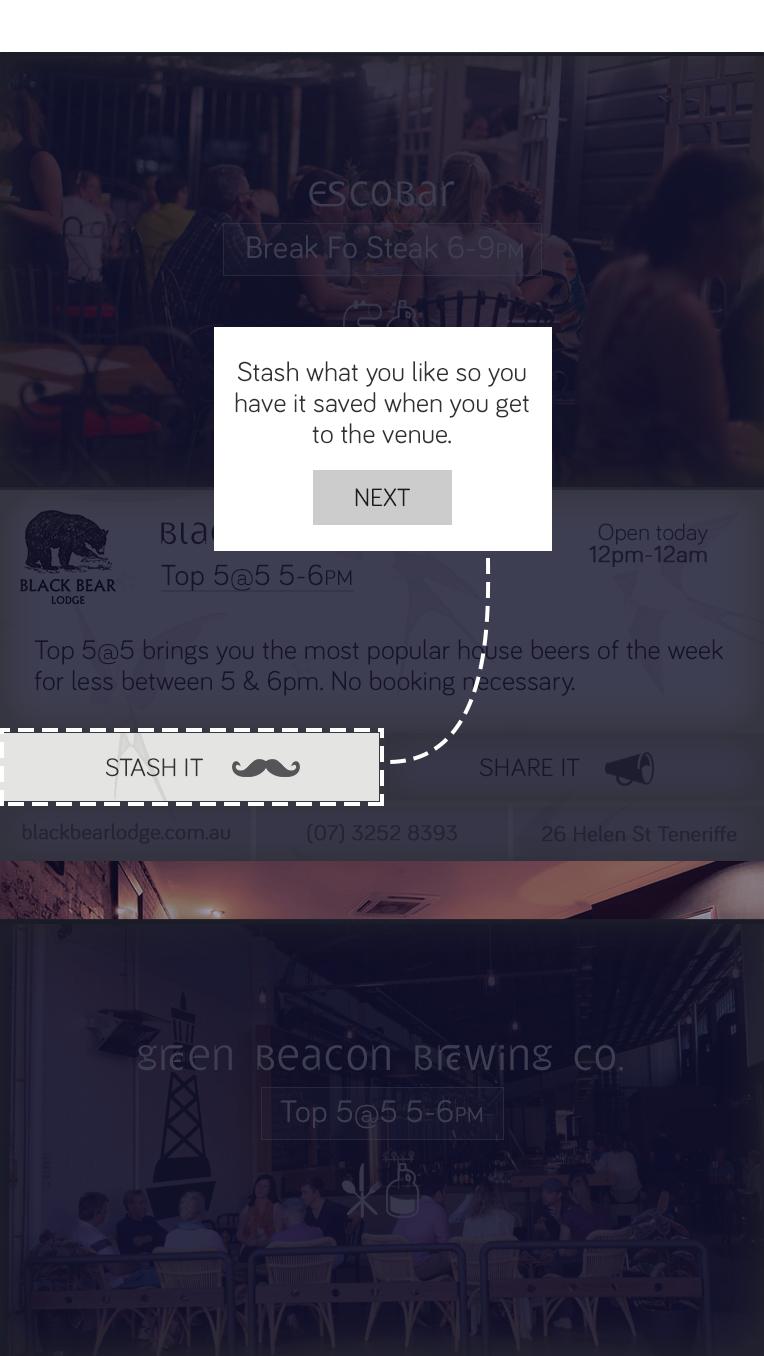 escobar
Break Fo Steak 6-9PM
Stash what you like so you
have it saved when you get
to the venue.
NEXT
BLACK BEAR
LODGE
Top 5@5 5-6PM
Open today
12pm-12am
Top 5@5 brings you the most popular house beers of the week
for less between 5 & 6pm. No booking necessary.
STASH IT
SHARE IT
blackbearlodge.com.au
(07) 3252 8393
26 Helen St Teneriffe
green Beacon Brewing co.
Top 5@5 5-6PM